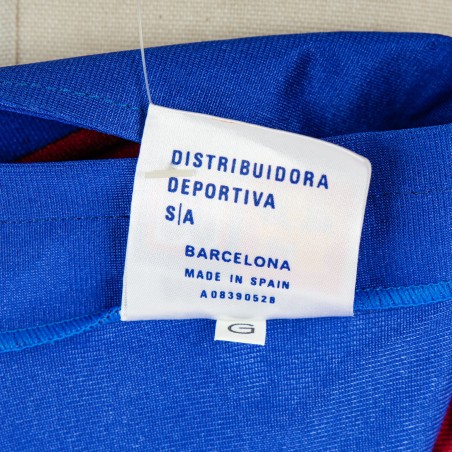 DISTRIBUIDORA
DEPORTIVA
S/A
BARCELONA
MADE IN SPAIN
A08390528
G